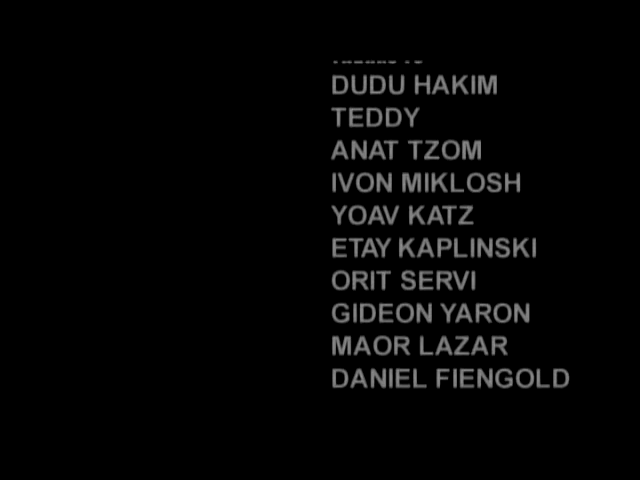 DUDU HAKIM
TEDDY
ANAT TZOM
IVON MIKLOSH
YOAV KATZ
ETAY KAPLINSKI
ORIT SERVI
GIDEON YARON
MAOR LAZAR
DANIEL FIENGOLD